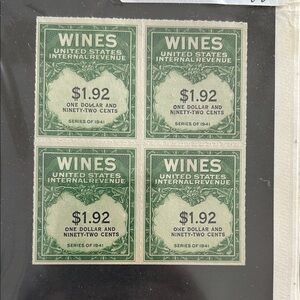 WINES
UNITED STATES
INTERNAL REVENUE
$1.92
ONE DOLLAR AND
NINETY-TWO CENTS
SERIES OF 1941
WINES
UNITED STATES
INTERNAL REVENUE
$1.92
ONE DOLLAR AND
NINETY-TWO CENTS
SERIES OF 1941
WINES
UNITED STATES
INTERNAL REVENUE
$1.92
ONE DOLLAR AND
NINETY-TWO CENTS
SERIES OF 1941
WINES
UNITED STATES
INTERNAL REVENUE
$1.92
ONE DOLLAR AND
NINETY-TWO CENTS
SERIES OF 1941